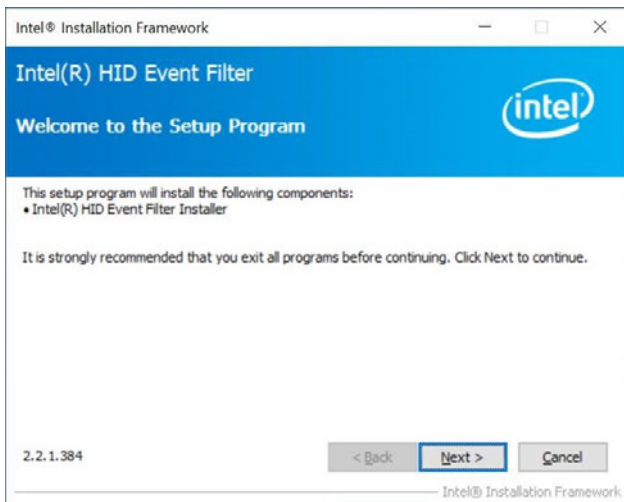 Intel® Installation Framework
Intel(R) HID Event Filter
Welcome to the Setup Program
intel
This setup program will install the following components:
• Intel(R) HID Event Filter Installer
It is strongly recommended that you exit all programs before continuing. Click Next to continue.
2.2.1.384
< Back Next > Cancel
Intel® Installation Framework